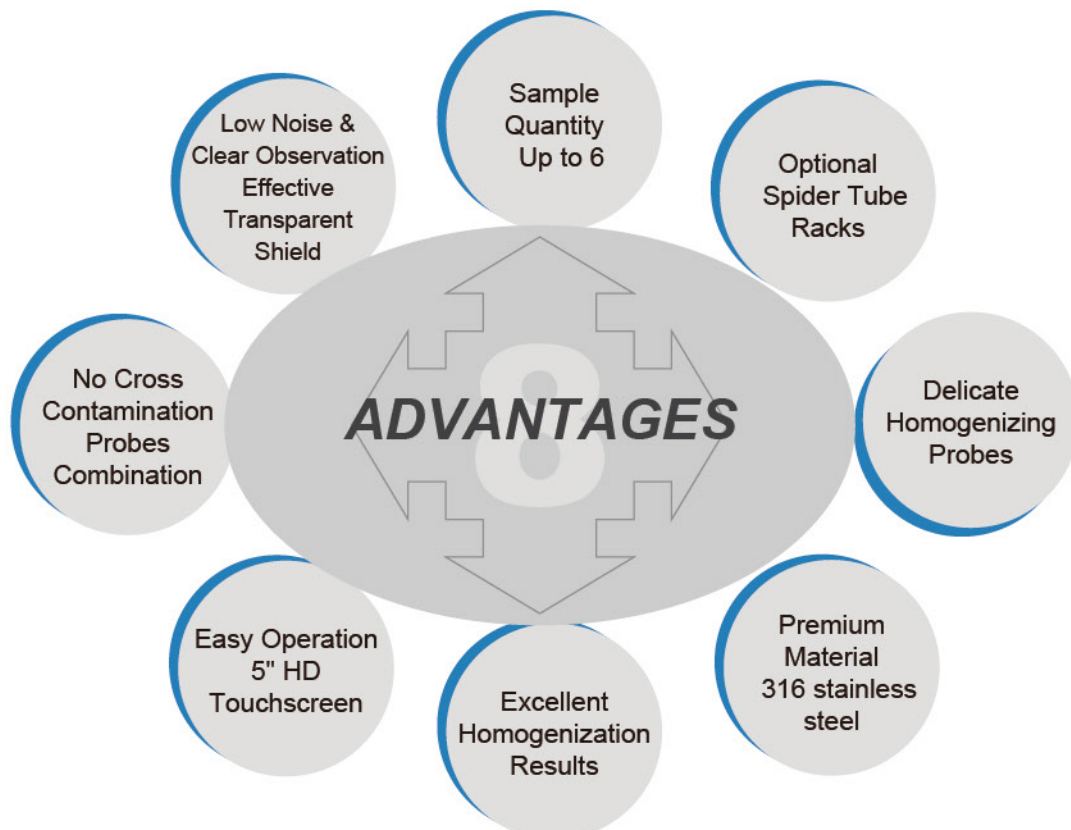 Sample
Quantity
Up to 6
Optional
Spider Tube
Racks
Delicate
Homogenizing
Probes
Premium
Material
316 stainless
steel
Excellent
Homogenization
Results
Easy Operation
5" HD
Touchscreen
No Cross
Contamination
Probes
Combination
Low Noise &
Clear Observation
Effective
Transparent
Shield
8
ADVANTAGES